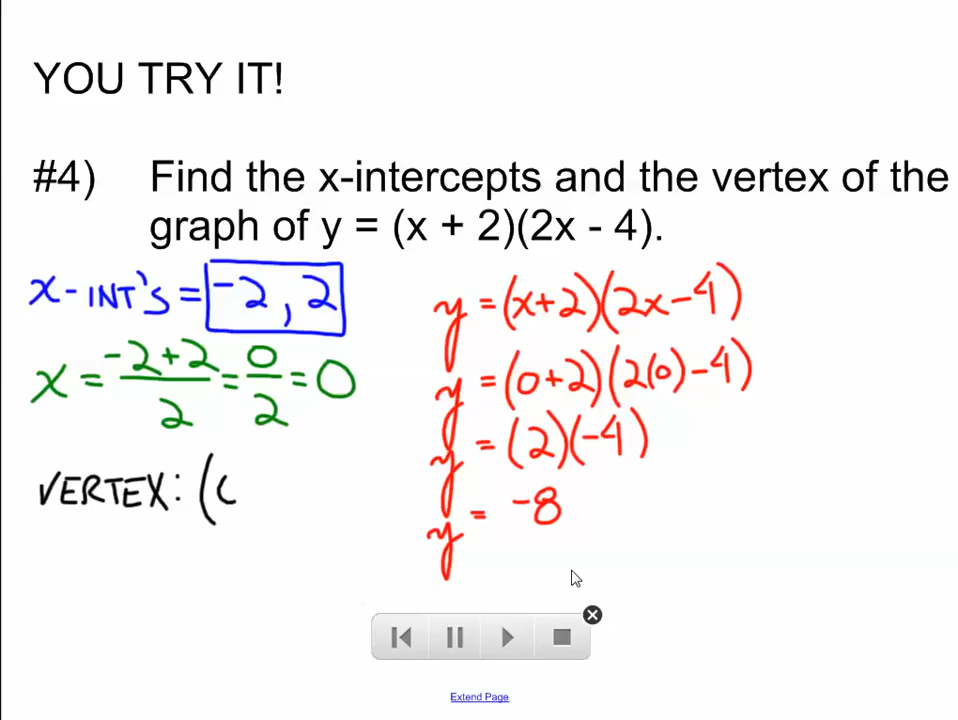 YOU TRY IT!
#4) Find the x-intercepts and the vertex of the
graph of y = (x + 2)(2x - 4).
x-INT'S = -2, 2
x = (-2+2)/2 = 0/2 = 0
VERTEX: (
y = (x+2)(2x-4)
y = (0+2)(2(0)-4)
y = (2)(-4)
y = -8
Extend Page